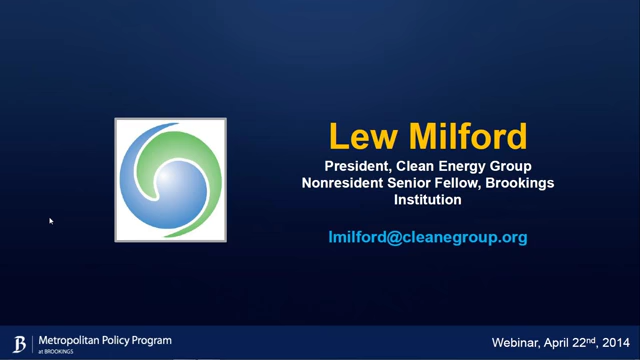 Lew Milford
President, Clean Energy Group
Nonresident Senior Fellow, Brookings
Institution
lmilford@cleanegroup.org
B
Metropolitan Policy Program
at BROOKINGS
Webinar, April 22nd, 2014